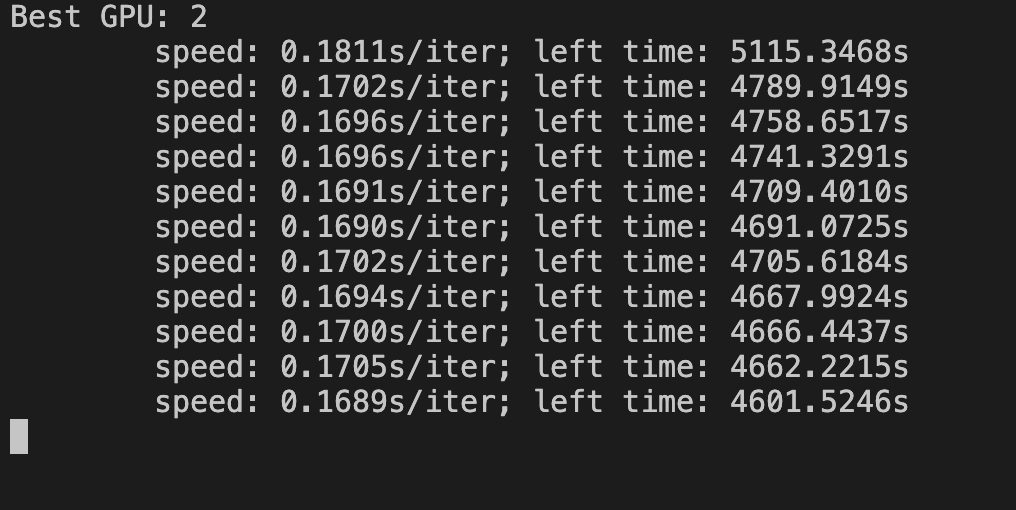 Best GPU: 2
speed: 0.1811s/iter; left time: 5115.3468s
speed: 0.1702s/iter; left time: 4789.9149s
speed: 0.1696s/iter; left time: 4758.6517s
speed: 0.1696s/iter; left time: 4741.3291s
speed: 0.1691s/iter; left time: 4709.4010s
speed: 0.1690s/iter; left time: 4691.0725s
speed: 0.1702s/iter; left time: 4705.6184s
speed: 0.1694s/iter; left time: 4667.9924s
speed: 0.1700s/iter; left time: 4666.4437s
speed: 0.1705s/iter; left time: 4662.2215s
speed: 0.1689s/iter; left time: 4601.5246s